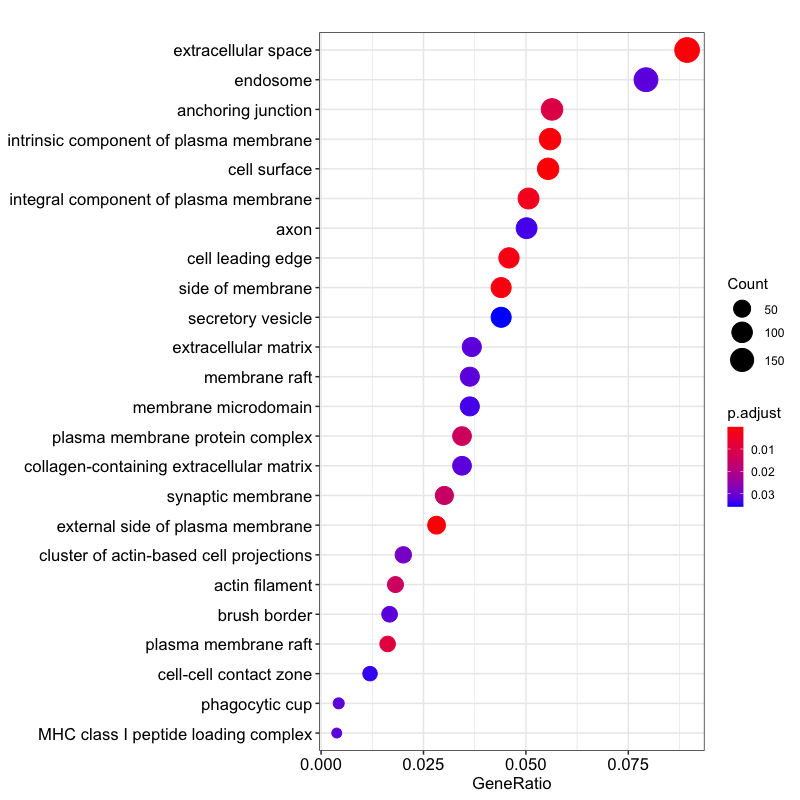 extracellular space
endosome
anchoring junction
intrinsic component of plasma membrane
cell surface
integral component of plasma membrane
axon
cell leading edge
side of membrane
secretory vesicle
extracellular matrix
membrane raft
membrane microdomain
plasma membrane protein complex
collagen-containing extracellular matrix
synaptic membrane
external side of plasma membrane
cluster of actin-based cell projections
actin filament
brush border
plasma membrane raft
cell-cell contact zone
phagocytic cup
MHC class I peptide loading complex
0.000 0.025 0.050 0.075
GeneRatio
Count
50
100
150
p.adjust
0.01
0.02
0.03